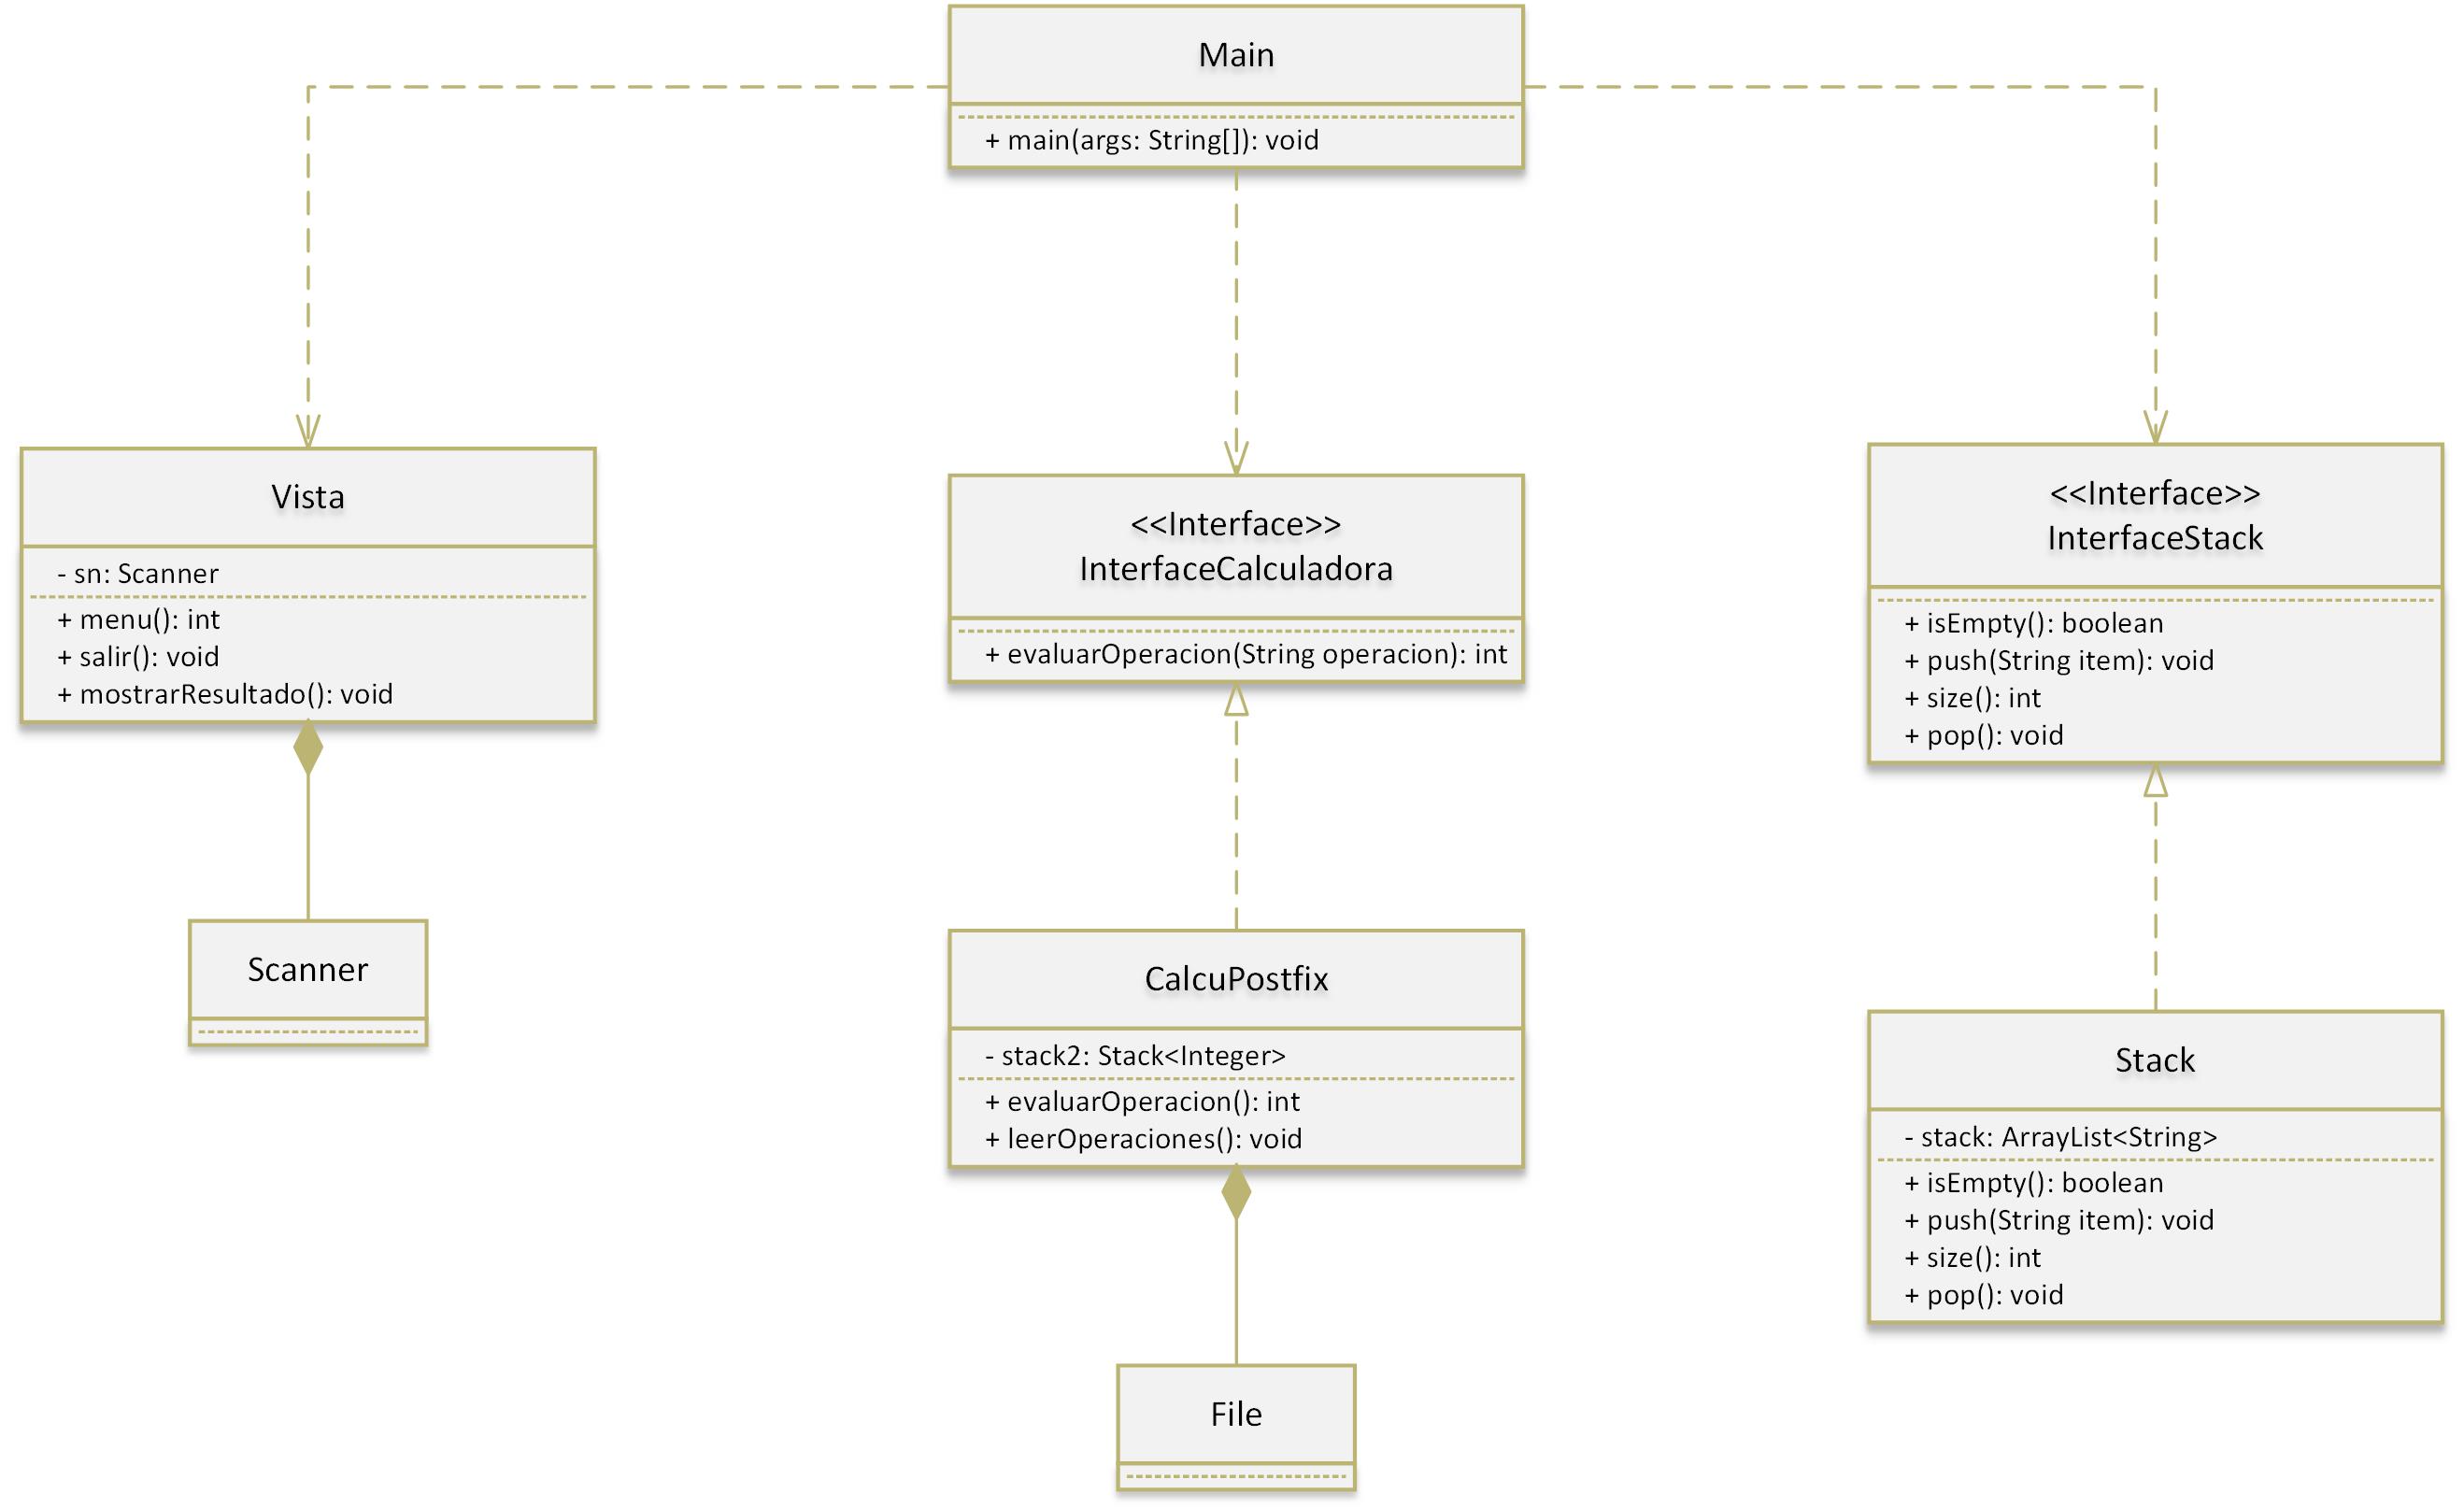 Main
+ main(args: String[]): void
Vista
- sn: Scanner
+ menu(): int
+ salir(): void
+ mostrarResultado(): void
<<Interface>>
InterfaceCalculadora
+ evaluarOperacion(String operacion): int
<<Interface>>
InterfaceStack
+ isEmpty(): boolean
+ push(String item): void
+ size(): int
+ pop(): void
Scanner
CalcuPostfix
- stack2: Stack<Integer>
+ evaluarOperacion(): int
+ leerOperaciones(): void
Stack
- stack: ArrayList<String>
+ isEmpty(): boolean
+ push(String item): void
+ size(): int
+ pop(): void
File